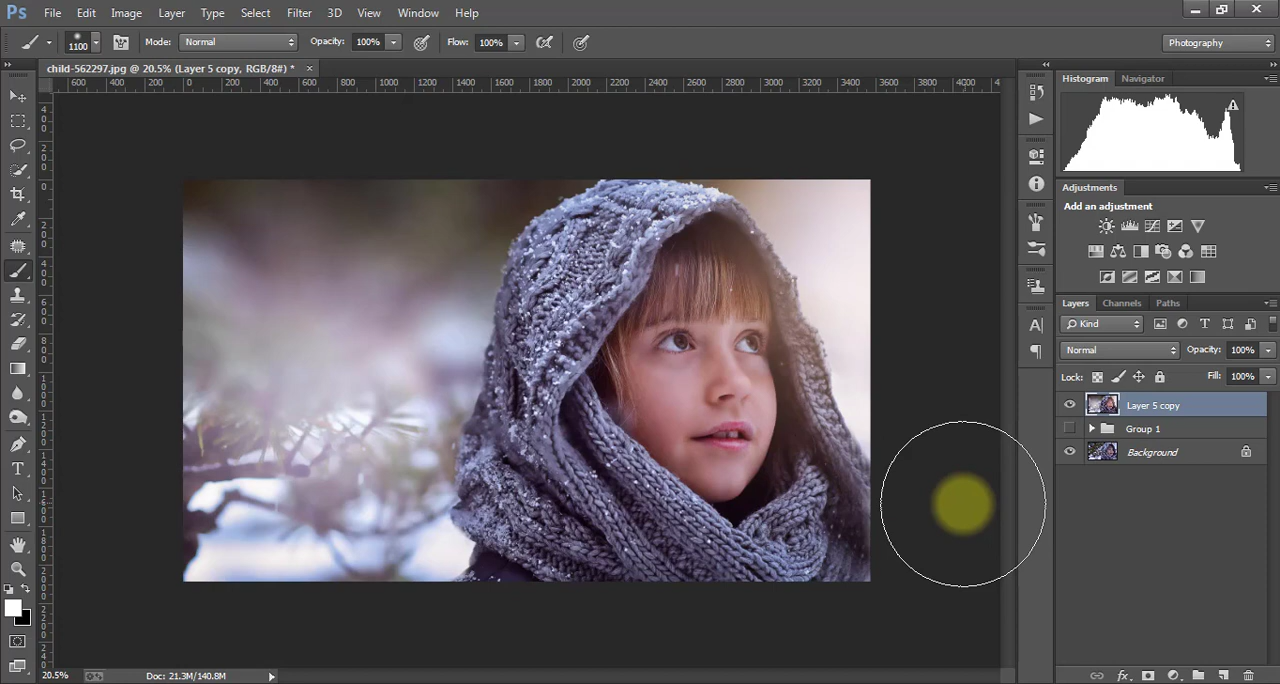 Ps File Edit Image Layer Type Select Filter 3D View Window Help
1100 Mode: Normal Opacity: 100% Flow: 100% Photography
child-562297.jpg @ 20.5% (Layer 5 copy, RGB/8#) * ×
600 400 200 0 200 400 600 800 1000 1200 1400 1600 1800 2000 2200 2400 2600 2800 3000 3200 3400 3600 3800 4000
Histogram Navigator
Adjustments
Add an adjustment
Layers Channels Paths
Kind
Normal Opacity: 100%
Lock: Fill: 100%
Layer 5 copy
Group 1
Background
20.5% Doc: 21.3M/140.8M